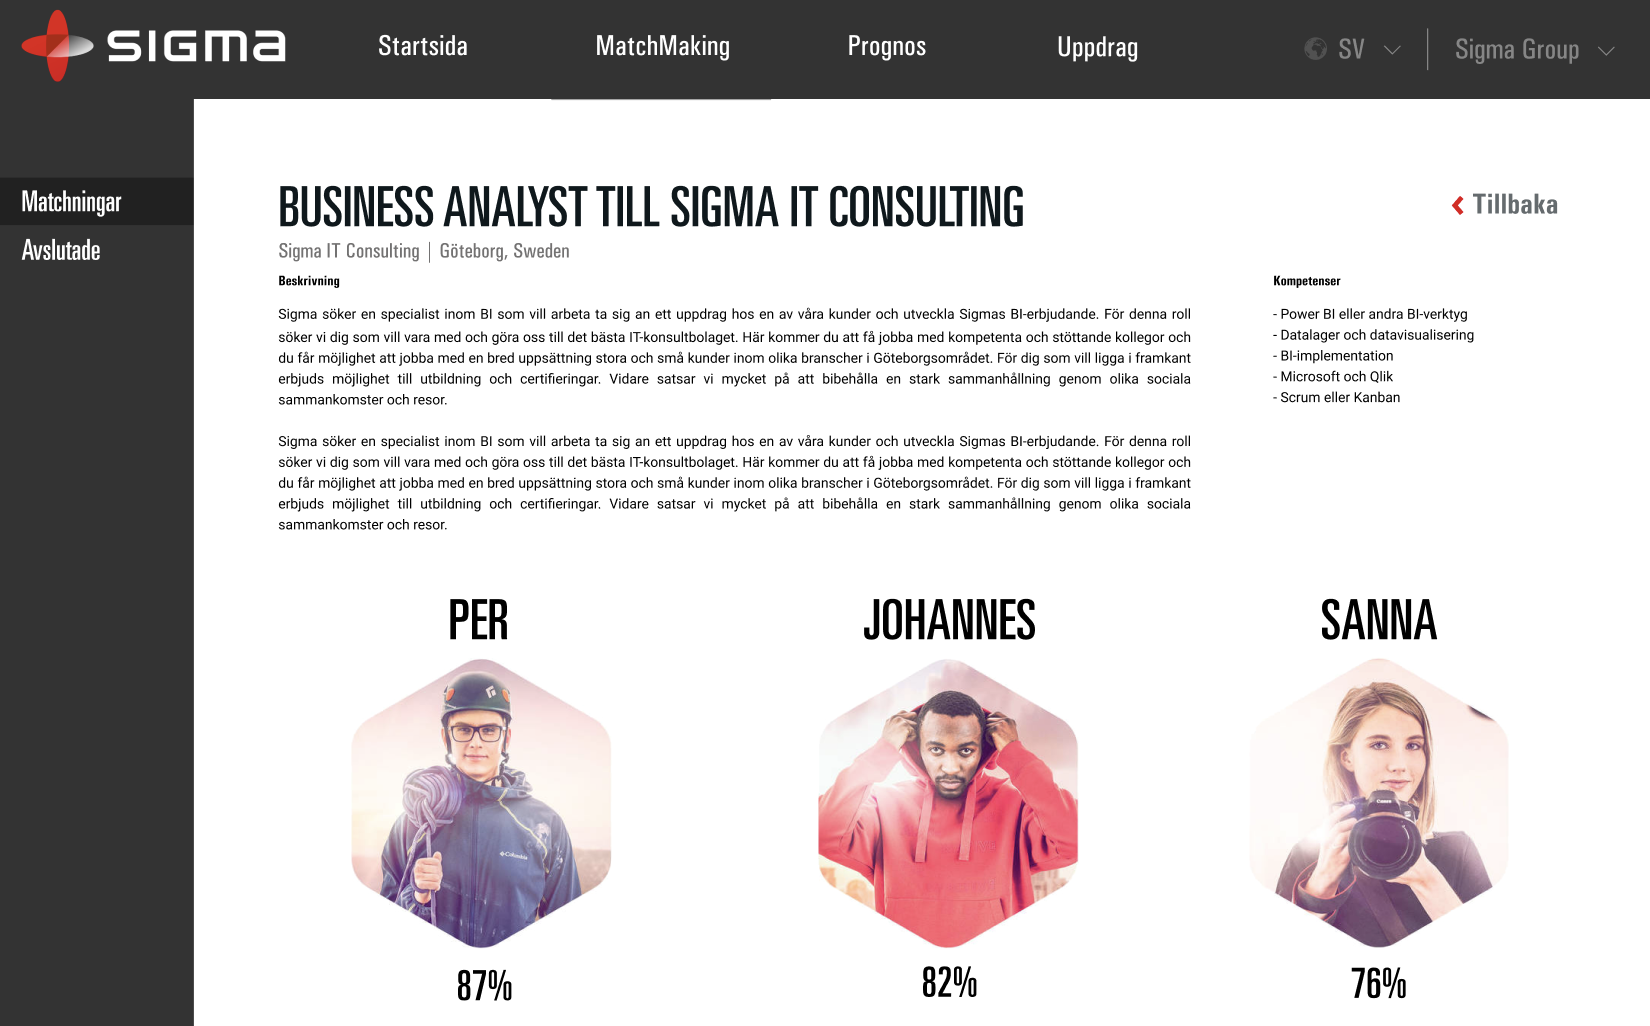 SIGMA
Startsida
MatchMaking
Prognos
Uppdrag
SV
Sigma Group
Matchningar
Avslutade
BUSINESS ANALYST TILL SIGMA IT CONSULTING
Tillbaka
Sigma IT Consulting | Göteborg, Sweden
Beskrivning
Sigma söker en specialist inom BI som vill arbeta ta sig an ett uppdrag hos en av våra kunder och utveckla Sigmas BI-erbjudande. För denna roll
söker vi dig som vill vara med och göra oss till det bästa IT-konsultbolaget. Här kommer du att få jobba med kompetenta och stöttande kollegor och
du får möjlighet att jobba med en bred uppsättning stora och små kunder inom olika branscher i Göteborgsområdet. För dig som vill ligga i framkant
erbjuds möjlighet till utbildning och certifieringar. Vidare satsar vi mycket på att bibehålla en stark sammanhållning genom olika sociala
sammankomster och resor.
Sigma söker en specialist inom BI som vill arbeta ta sig an ett uppdrag hos en av våra kunder och utveckla Sigmas BI-erbjudande. För denna roll
söker vi dig som vill vara med och göra oss till det bästa IT-konsultbolaget. Här kommer du att få jobba med kompetenta och stöttande kollegor och
du får möjlighet att jobba med en bred uppsättning stora och små kunder inom olika branscher i Göteborgsområdet. För dig som vill ligga i framkant
erbjuds möjlighet till utbildning och certifieringar. Vidare satsar vi mycket på att bibehålla en stark sammanhållning genom olika sociala
sammankomster och resor.
Kompetenser
- Power BI eller andra BI-verktyg
- Datalager och datavisualisering
- BI-implementation
- Microsoft och Qlik
- Scrum eller Kanban
PER
JOHANNES
SANNA
Columbia
Canon
87%
82%
76%